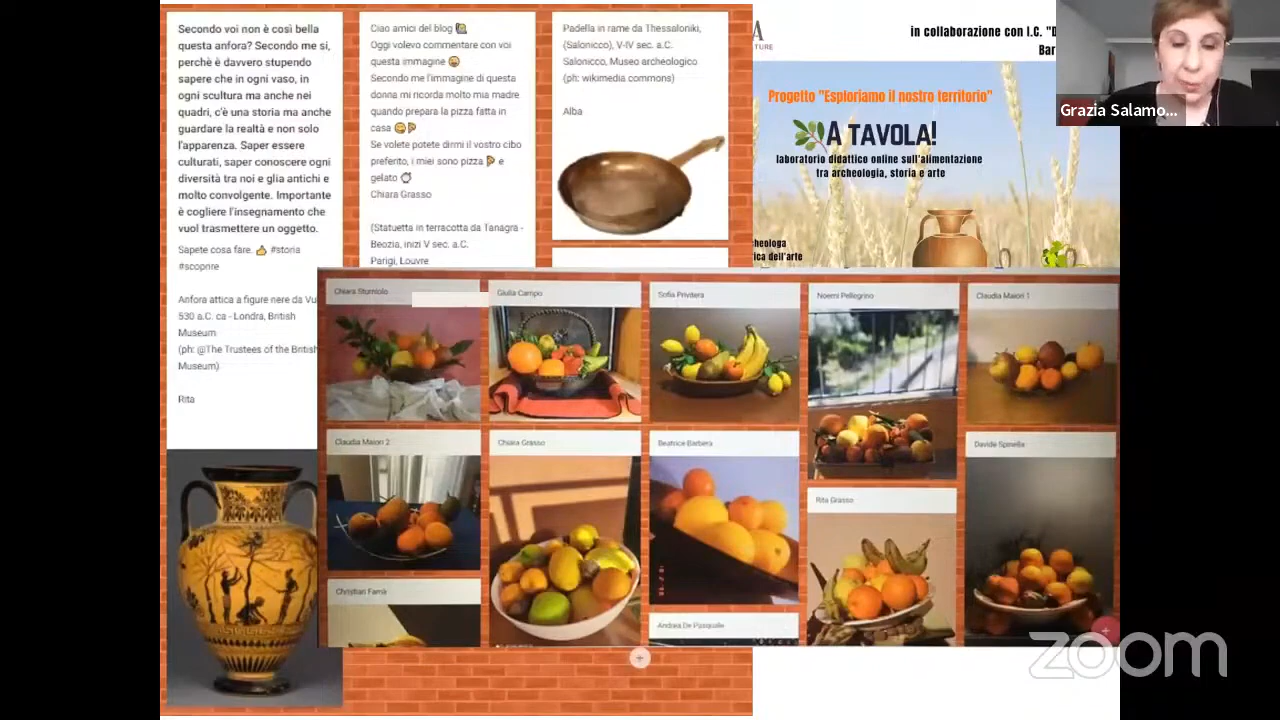 Secondo voi non è così bella
questa anfora? Secondo me si,
perchè è davvero stupendo
sapere che in ogni vaso, in
ogni scultura ma anche nei
quadri, c'è una storia ma anche
guardare la realtà e non solo
l'apparenza. Saper essere
culturati, saper conoscere ogni
diversità tra noi e glia antichi e
molto convolgente. Importante
è cogliere l'insegnamento che
vuol trasmettere un oggetto.
Sapete cosa fare. 👍 #storia
#scoprire
Anfora attica a figure nere da Vu
530 a.C. ca - Londra, British
Museum
(ph: @The Trustees of the British
Museum)
Rita
Ciao amici del blog
Oggi volevo commentare con voi
questa immagine
Secondo me l'immagine di questa
donna mi ricorda molto mia madre
quando prepara la pizza fatta in
casa
Se volete potete dirmi il vostro cibo
preferito, i miei sono pizza 🍕 e
gelato
Chiara Grasso
(Statuetta in terracotta da Tanagra -
Beozia, inizi V sec. a.C.
Parigi, Louvre
Padella in rame da Thessaloniki,
(Salonicco), V-IV sec. a.C.
Salonicco, Museo archeologico
(ph: wikimedia commons)
Alba
A
TURE
in collaborazione con I.C. "D
Bar
Progetto "Esploriamo il nostro territorio"
A TAVOLA!
laboratorio didattico online sull'alimentazione
tra archeologia, storia e arte
cheologa
ica dell'arte
Grazia Salamo...
Chiara Sturniolo
Giulia Campo
Sofia Privitera
Noemi Pellegrino
Claudia Maiori 1
Claudia Maiori 2
Chiara Grasso
Beatrice Barbera
Rita Grasso
Davide Spinella
Christian Famà
Andrea De Pasquale
zoom